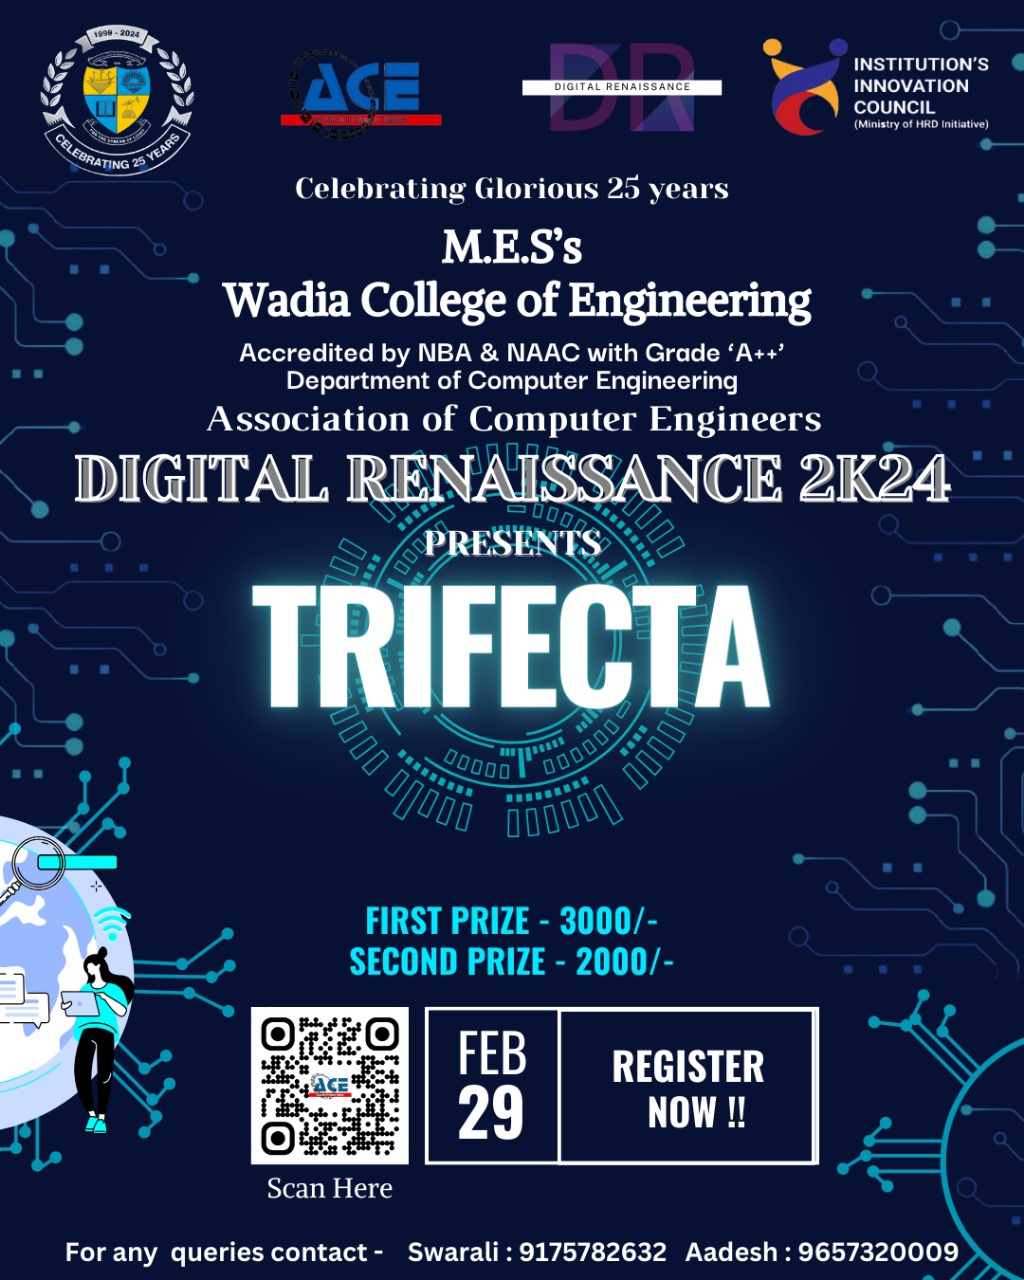 1999 - 2024
CELEBRATING 25 YEARS
ACE
DIGITAL RENAISSANCE
DR
INSTITUTION'S
INNOVATION
COUNCIL
(Ministry of HRD Initiative)
Celebrating Glorious 25 years
M.E.S's
Wadia College of Engineering
Accredited by NBA & NAAC with Grade ‘A++’
Department of Computer Engineering
Association of Computer Engineers
DIGITAL RENAISSANCE 2K24
PRESENTS
TRIFECTA
FIRST PRIZE - 3000/-
SECOND PRIZE - 2000/-
ACE
FEB
29
REGISTER
NOW !!
Scan Here
For any queries contact - Swarali : 9175782632 Aadesh : 9657320009